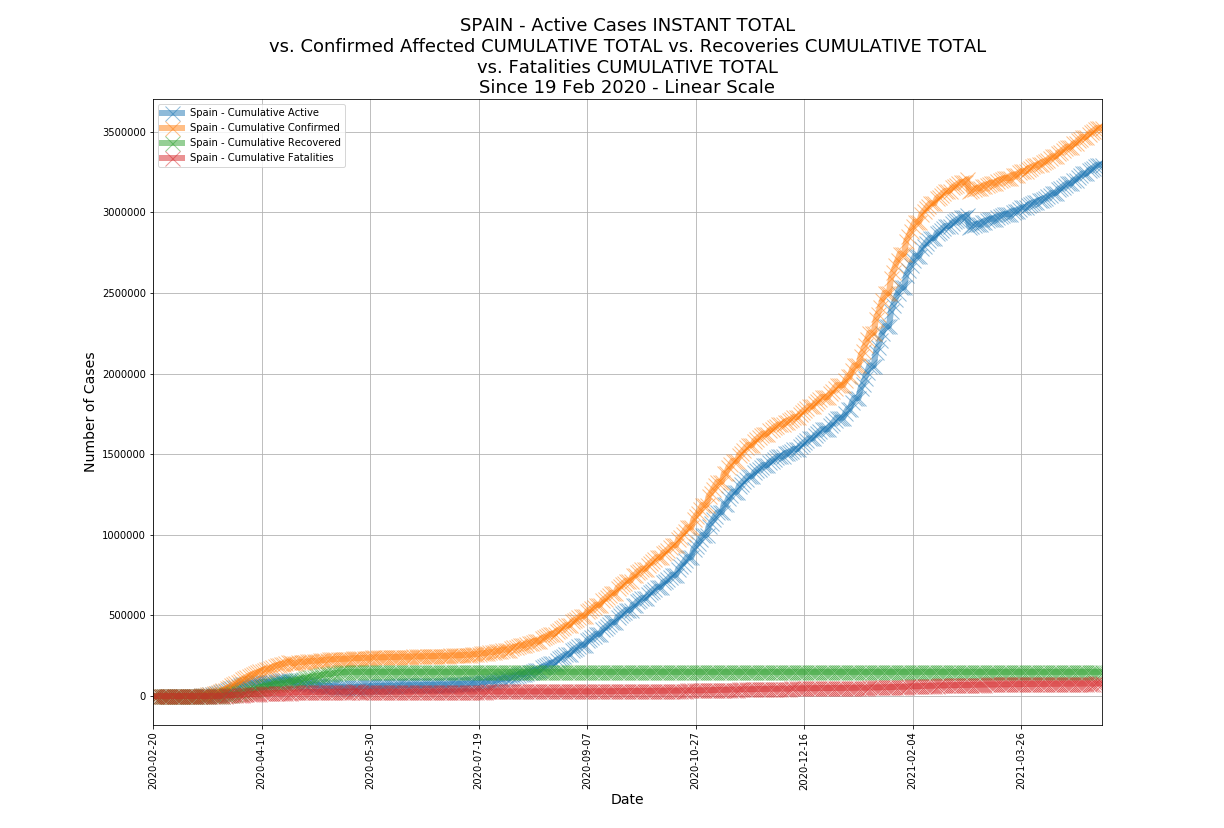 SPAIN - Active Cases INSTANT TOTAL
vs. Confirmed Affected CUMULATIVE TOTAL vs. Recoveries CUMULATIVE TOTAL
vs. Fatalities CUMULATIVE TOTAL
Since 19 Feb 2020 - Linear Scale
Spain - Cumulative Active
Spain - Cumulative Confirmed
Spain - Cumulative Recovered
Spain - Cumulative Fatalities
Number of Cases
3500000
3000000
2500000
2000000
1500000
1000000
500000
0
2020-02-20
2020-04-10
2020-05-30
2020-07-19
2020-09-07
2020-10-27
2020-12-16
2021-02-04
2021-03-26
Date